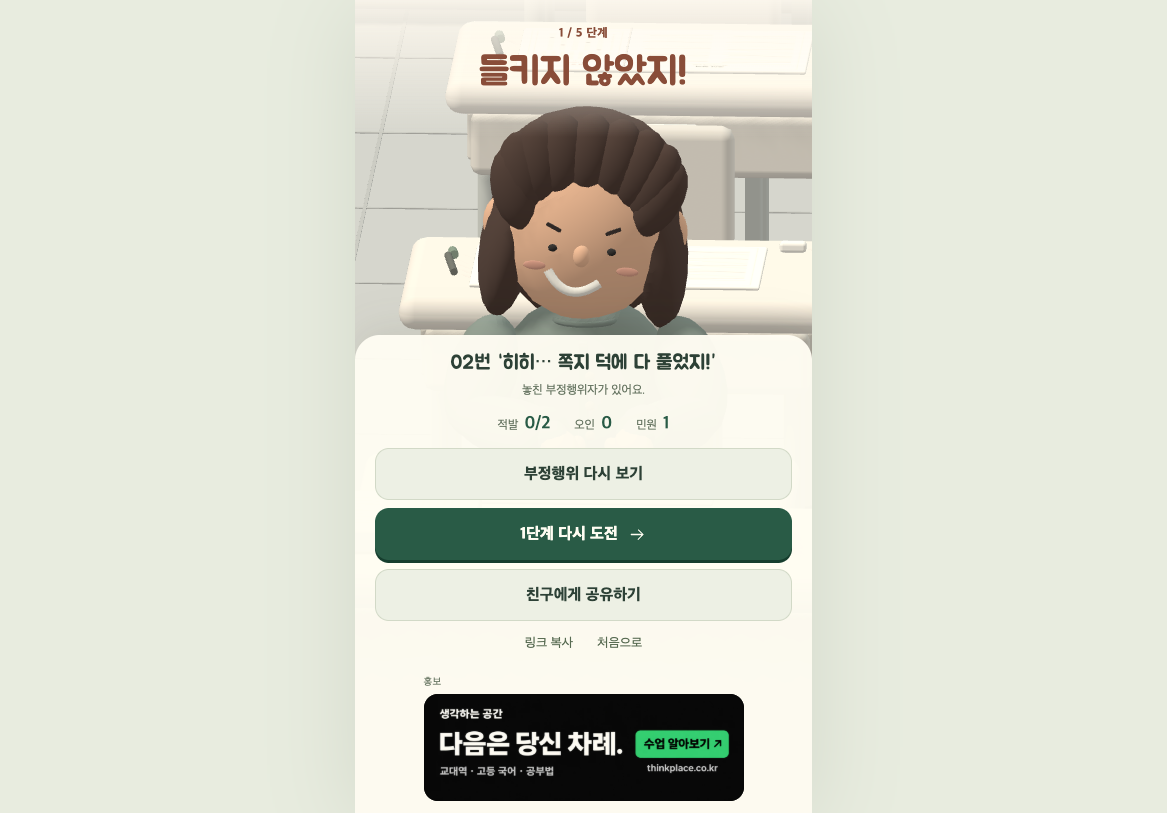 1 / 5 단계
들키지 않았지!
02번 ‘히히… 쪽지 덕에 다 풀었지!’
놓친 부정행위자가 있어요.
적발 0/2 오인 0 민원 1
부정행위 다시 보기
1단계 다시 도전 →
친구에게 공유하기
링크 복사 처음으로
홍보
생각하는 공간
다음은 당신 차례.
수업 알아보기 ↗
교대역 · 고등 국어 · 공부법
thinkplace.co.kr